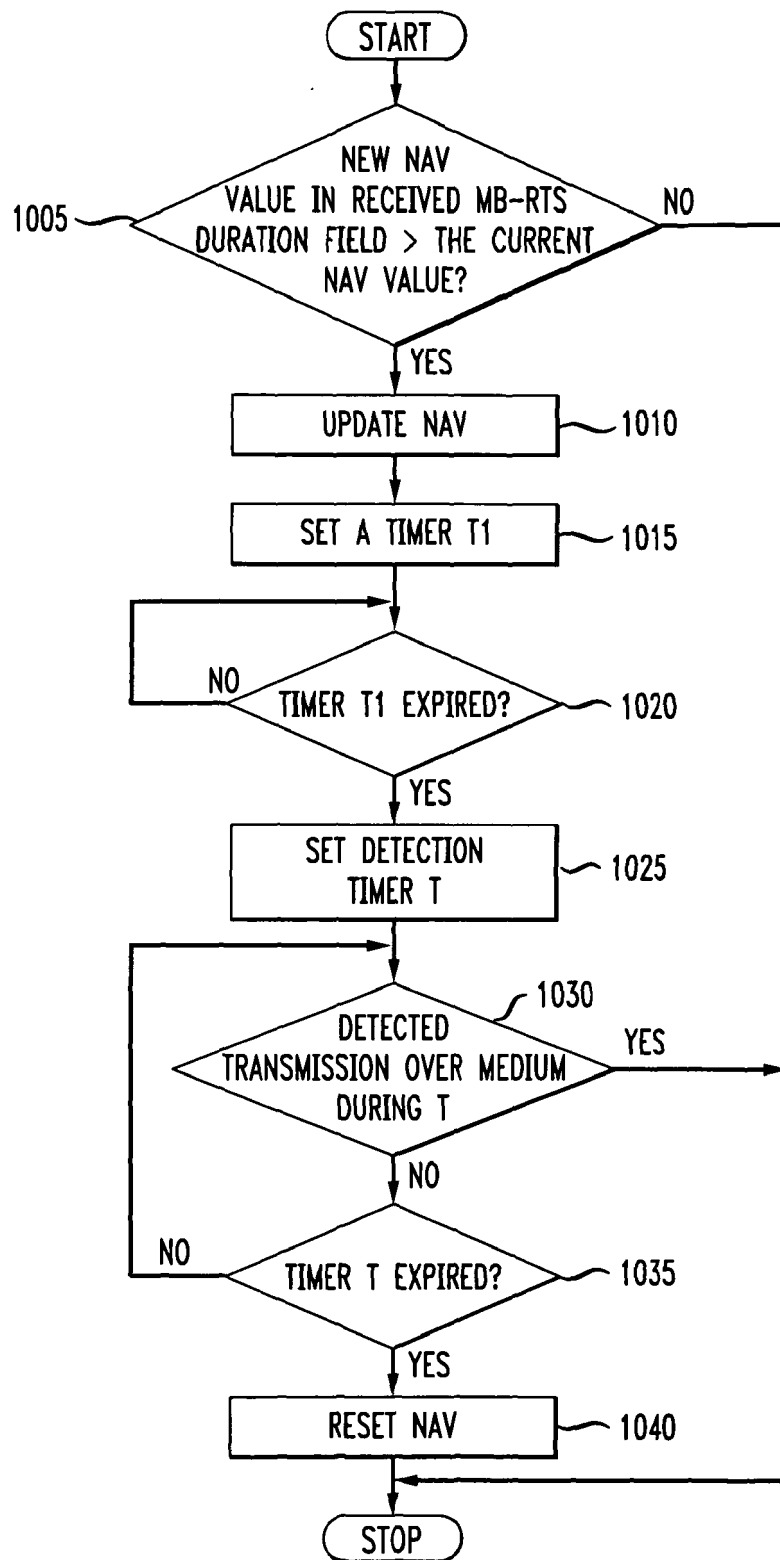 START
NEW NAV
VALUE IN RECEIVED MB-RTS
DURATION FIELD > THE CURRENT
NAV VALUE?
NO
1005
YES
UPDATE NAV
1010
SET A TIMER T1
1015
NO
TIMER T1 EXPIRED?
1020
YES
SET DETECTION
TIMER T
1025
1030
DETECTED
TRANSMISSION OVER MEDIUM
DURING T
YES
NO
NO
TIMER T EXPIRED?
1035
YES
RESET NAV
1040
STOP